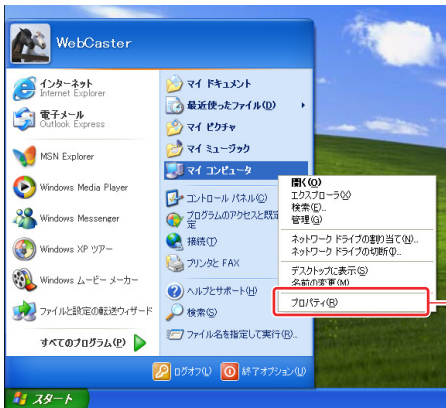 WebCaster
インターネット
Internet Explorer
電子メール
Outlook Express
MSN Explorer
Windows Media Player
Windows Messenger
Windows XP ツアー
Windows ムービー メーカー
ファイルと設定の転送ウィザード
すべてのプログラム(P)
マイ ドキュメント
最近使ったファイル(D)
マイ ピクチャ
マイ ミュージック
マイ コンピュータ
コントロール パネル(C)
プログラムのアクセスと既定
定
接続(T)
プリンタと FAX
ヘルプとサポート(H)
検索(S)
ファイル名を指定して実行(R)...
開く(O)
エクスプローラ(X)
検索(E)...
管理(G)
ネットワーク ドライブの割り当て(N)...
ネットワーク ドライブの切断(I)...
デスクトップに表示(S)
名前の変更(M)
プロパティ(R)
ログオフ(L)
終了オプション(U)
スタート